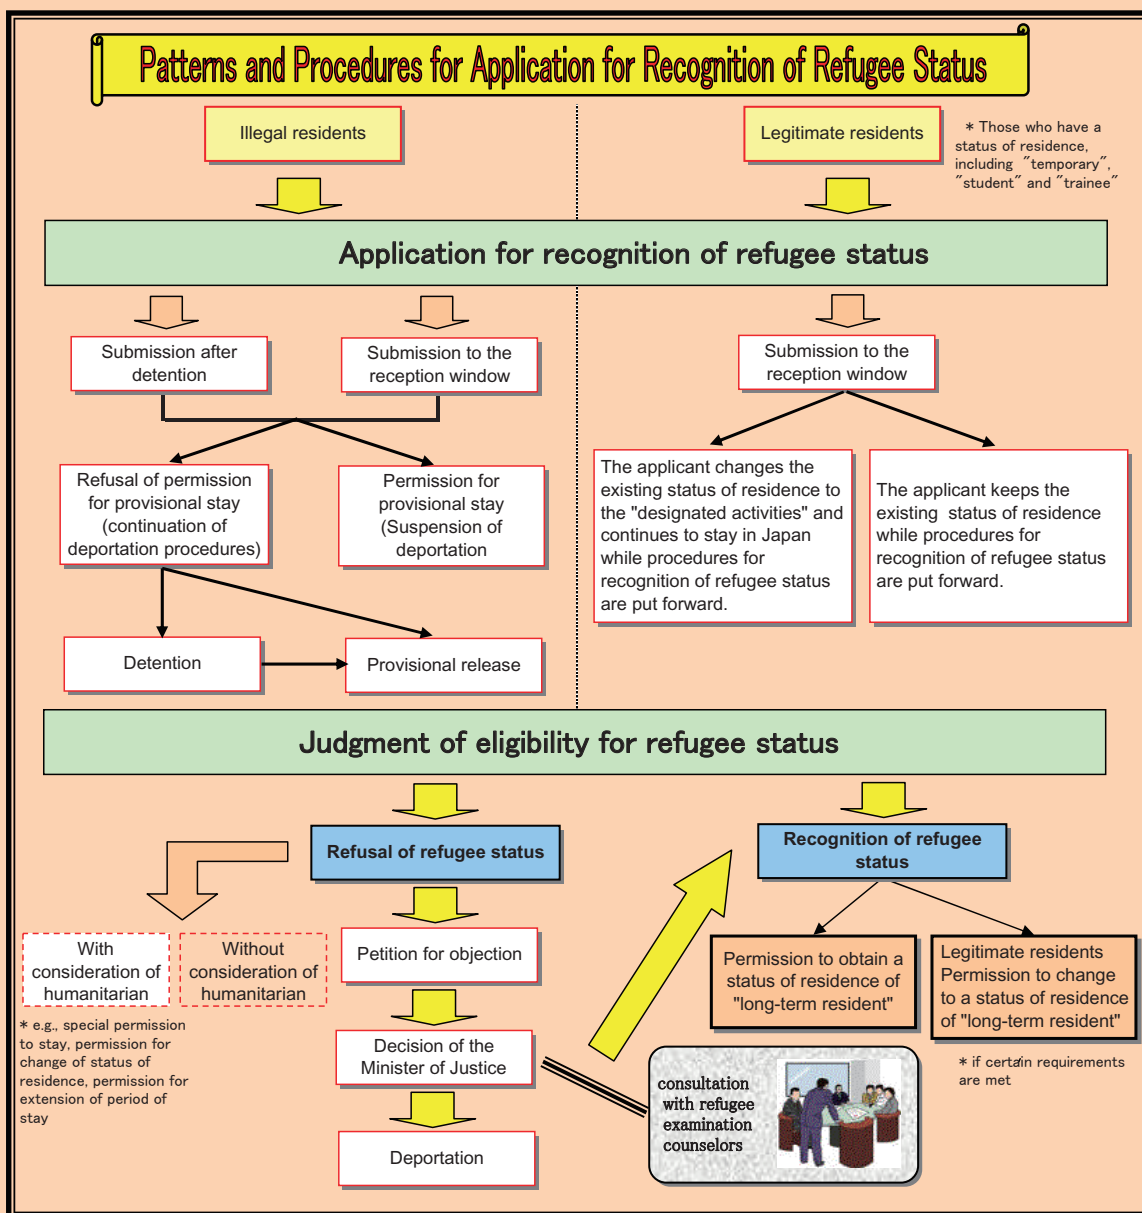 Patterns and Procedures for Application for Recognition of Refugee Status
Illegal residents
Legitimate residents
* Those who have a
status of residence,
including "temporary",
"student" and "trainee"
Application for recognition of refugee status
Submission after
detention
Submission to the
reception window
Submission to the
reception window
Refusal of permission
for provisional stay
(continuation of
deportation procedures)
Permission for
provisional stay
(Suspension of
deportation
The applicant changes the
existing status of residence to
the "designated activities" and
continues to stay in Japan
while procedures for
recognition of refugee status
are put forward.
The applicant keeps the
existing status of residence
while procedures for
recognition of refugee status
are put forward.
Detention
Provisional release
Judgment of eligibility for refugee status
Refusal of refugee status
Recognition of refugee
status
With
consideration of
humanitarian
Without
consideration of
humanitarian
* e.g., special permission
to stay, permission for
change of status of
residence, permission for
extension of period of
stay
Petition for objection
Decision of the
Minister of Justice
Deportation
Permission to obtain a
status of residence of
"long-term resident"
Legitimate residents
Permission to change
to a status of residence
of "long-term resident"
* if certain requirements
are met
consultation
with refugee
examination
counselors